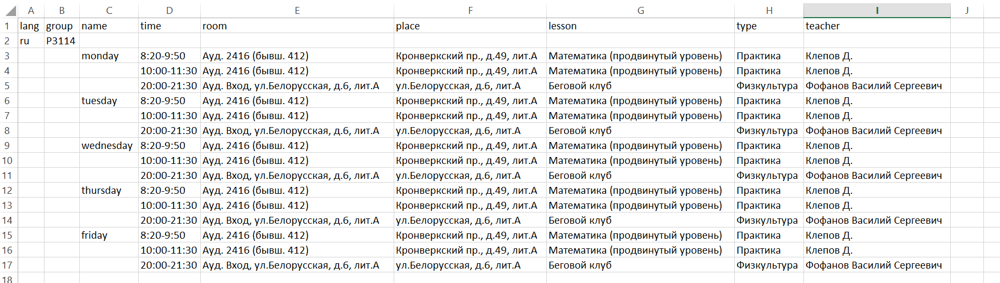 A B C D E F G H I J
1 lang group name time room place lesson type teacher
2 ru P3114
3 monday 8:20-9:50 Ауд. 2416 (бывш. 412) Кронверкский пр., д.49, лит.А Математика (продвинутый уровень) Практика Клепов Д.
4 10:00-11:30 Ауд. 2416 (бывш. 412) Кронверкский пр., д.49, лит.А Математика (продвинутый уровень) Практика Клепов Д.
5 20:00-21:30 Ауд. Вход, ул.Белорусская, д.6, лит.А ул.Белорусская, д.6, лит.А Беговой клуб Физкультура Фофанов Василий Сергеевич
6 tuesday 8:20-9:50 Ауд. 2416 (бывш. 412) Кронверкский пр., д.49, лит.А Математика (продвинутый уровень) Практика Клепов Д.
7 10:00-11:30 Ауд. 2416 (бывш. 412) Кронверкский пр., д.49, лит.А Математика (продвинутый уровень) Практика Клепов Д.
8 20:00-21:30 Ауд. Вход, ул.Белорусская, д.6, лит.А ул.Белорусская, д.6, лит.А Беговой клуб Физкультура Фофанов Василий Сергеевич
9 wednesday 8:20-9:50 Ауд. 2416 (бывш. 412) Кронверкский пр., д.49, лит.А Математика (продвинутый уровень) Практика Клепов Д.
10 10:00-11:30 Ауд. 2416 (бывш. 412) Кронверкский пр., д.49, лит.А Математика (продвинутый уровень) Практика Клепов Д.
11 20:00-21:30 Ауд. Вход, ул.Белорусская, д.6, лит.А ул.Белорусская, д.6, лит.А Беговой клуб Физкультура Фофанов Василий Сергеевич
12 thursday 8:20-9:50 Ауд. 2416 (бывш. 412) Кронверкский пр., д.49, лит.А Математика (продвинутый уровень) Практика Клепов Д.
13 10:00-11:30 Ауд. 2416 (бывш. 412) Кронверкский пр., д.49, лит.А Математика (продвинутый уровень) Практика Клепов Д.
14 20:00-21:30 Ауд. Вход, ул.Белорусская, д.6, лит.А ул.Белорусская, д.6, лит.А Беговой клуб Физкультура Фофанов Василий Сергеевич
15 friday 8:20-9:50 Ауд. 2416 (бывш. 412) Кронверкский пр., д.49, лит.А Математика (продвинутый уровень) Практика Клепов Д.
16 10:00-11:30 Ауд. 2416 (бывш. 412) Кронверкский пр., д.49, лит.А Математика (продвинутый уровень) Практика Клепов Д.
17 20:00-21:30 Ауд. Вход, ул.Белорусская, д.6, лит.А ул.Белорусская, д.6, лит.А Беговой клуб Физкультура Фофанов Василий Сергеевич
18